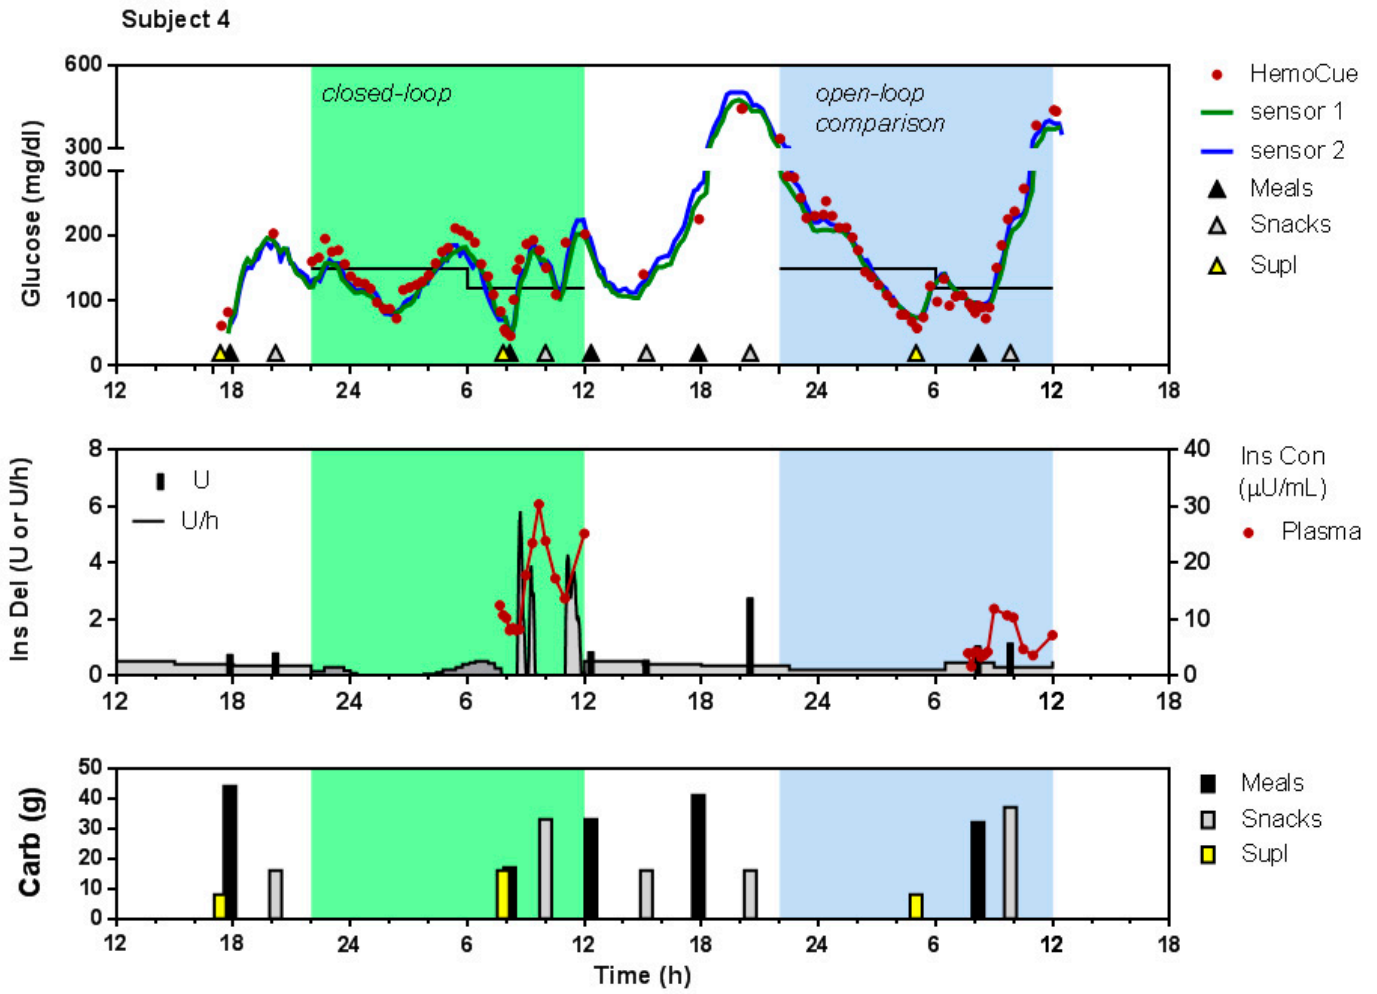 Subject 4
600
300
300
200
100
0
Glucose (mg/dl)
closed-loop
open-loop
comparison
12 18 24 6 12 18 24 6 12 18
HemoCue
sensor 1
sensor 2
Meals
Snacks
Supl
8
6
4
2
0
Ins Del (U or U/h)
U
U/h
40
30
20
10
0
12 18 24 6 12 18 24 6 12 18
Ins Con
(µU/mL)
Plasma
50
40
30
20
10
0
Carb (g)
12 18 24 6 12 18 24 6 12 18
Time (h)
Meals
Snacks
Supl